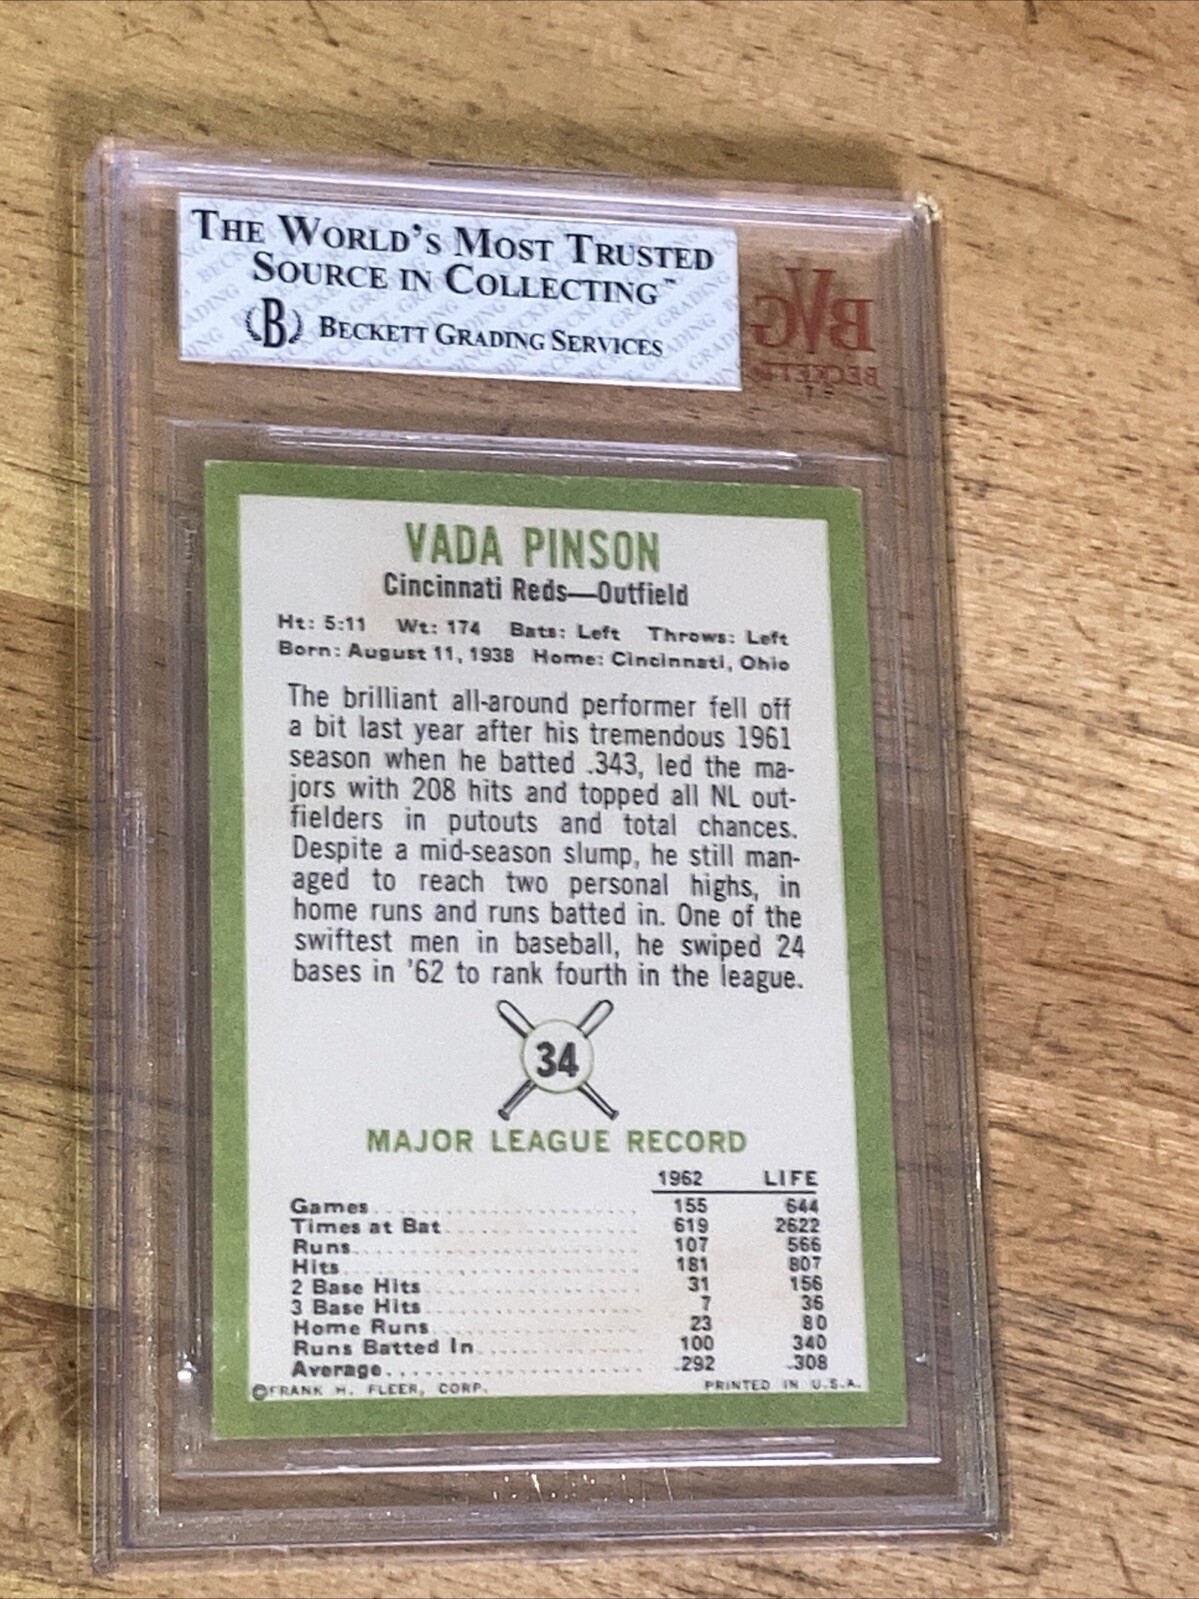 THE WORLD'S MOST TRUSTED
SOURCE IN COLLECTING™
B BECKETT GRADING SERVICES
BVG
BECKETT
VADA PINSON
Cincinnati Reds—Outfield
Ht: 5:11 Wt: 174 Bats: Left Throws: Left
Born: August 11, 1938 Home: Cincinnati, Ohio
The brilliant all-around performer fell off
a bit last year after his tremendous 1961
season when he batted .343, led the ma-
jors with 208 hits and topped all NL out-
fielders in putouts and total chances.
Despite a mid-season slump, he still man-
aged to reach two personal highs, in
home runs and runs batted in. One of the
swiftest men in baseball, he swiped 24
bases in '62 to rank fourth in the league.
34
MAJOR LEAGUE RECORD
1962 LIFE
Games 155 644
Times at Bat 619 2622
Runs 107 566
Hits 181 807
2 Base Hits 31 156
3 Base Hits 7 36
Home Runs 23 80
Runs Batted In 100 340
Average .292 .308
©FRANK H. FLEER, CORP. PRINTED IN U.S.A.